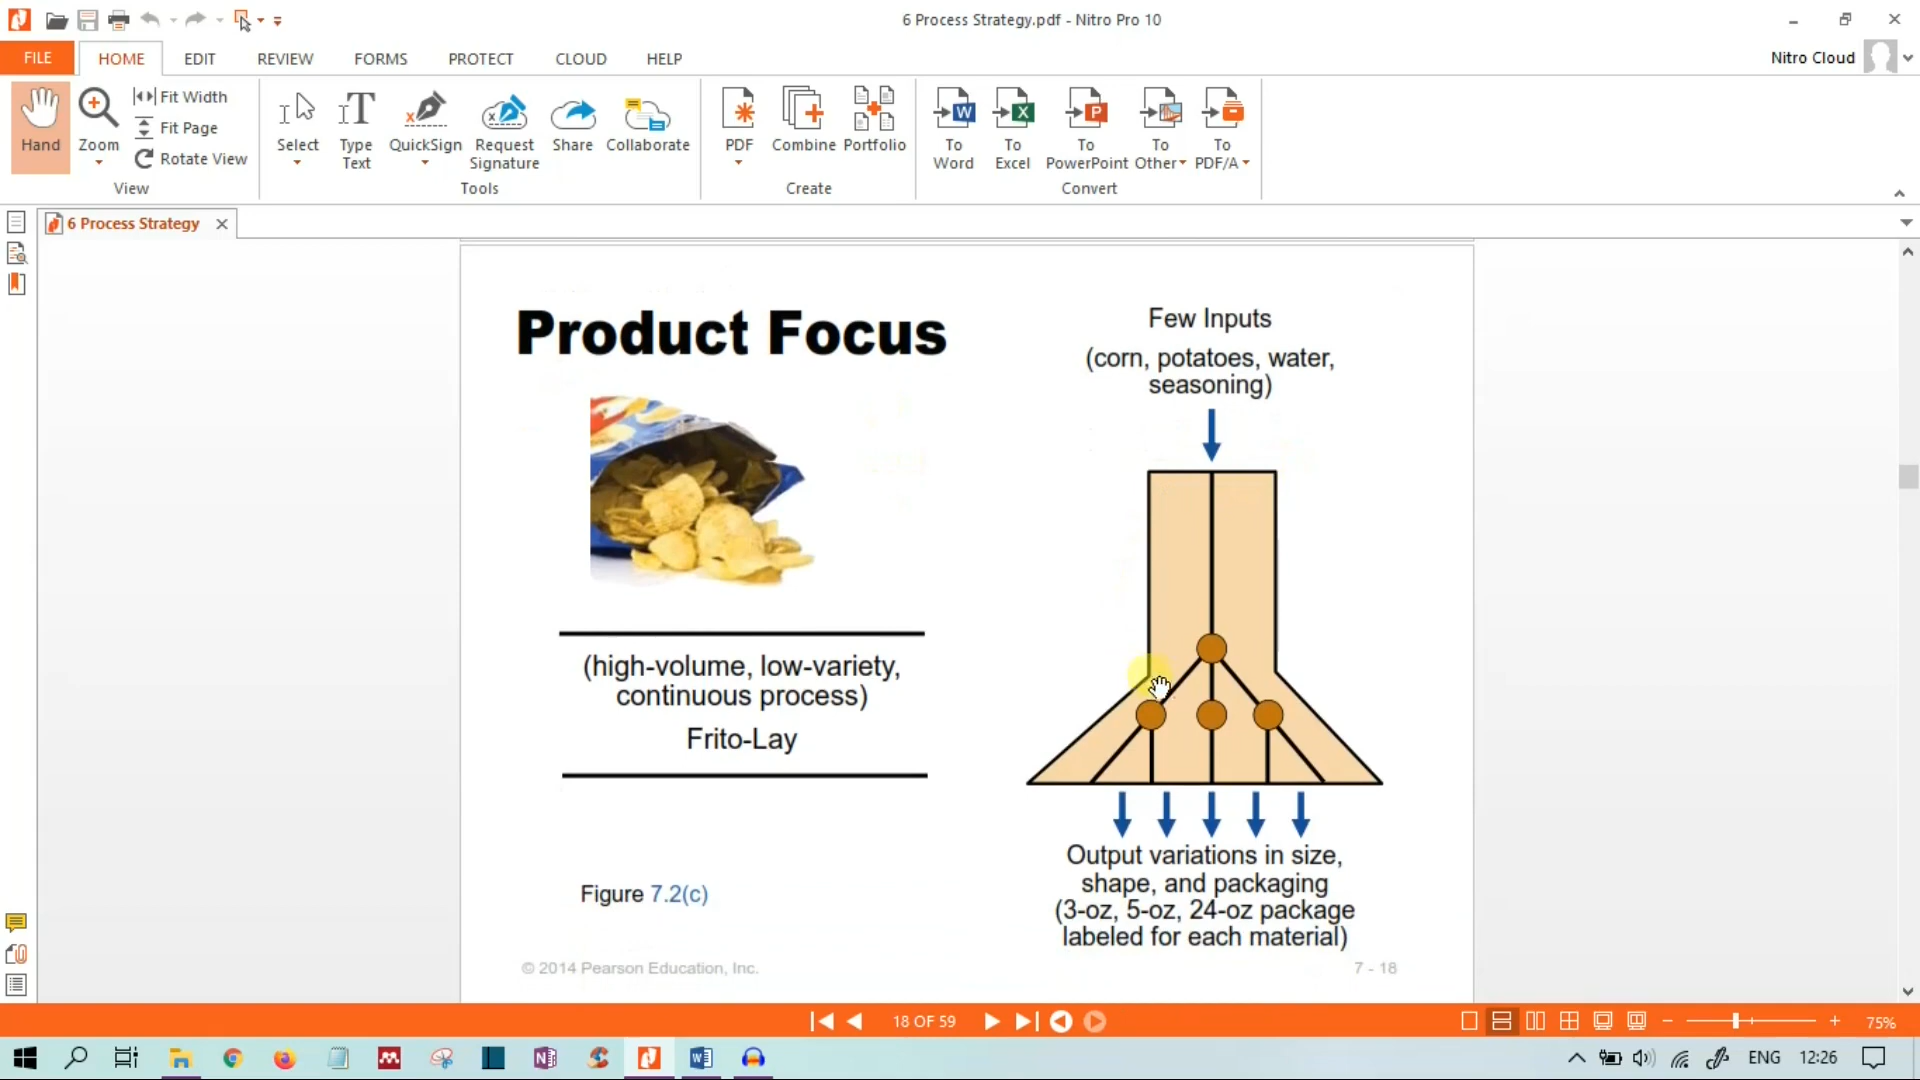 6 Process Strategy.pdf - Nitro Pro 10
FILE
HOME
EDIT
REVIEW
FORMS
PROTECT
CLOUD
HELP
Nitro Cloud
Hand
Zoom
Fit Width
Fit Page
Rotate View
View
Select
Type
Text
QuickSign
Request
Signature
Share
Collaborate
Tools
PDF
Combine
Portfolio
Create
To
Word
To
Excel
To
PowerPoint
To
Other
To
PDF/A
Convert
6 Process Strategy
Product Focus
(high-volume, low-variety,
continuous process)
Frito-Lay
Figure 7.2(c)
Few Inputs
(corn, potatoes, water,
seasoning)
Output variations in size,
shape, and packaging
(3-oz, 5-oz, 24-oz package
labeled for each material)
© 2014 Pearson Education, Inc.
7 - 18
18 OF 59
75%
ENG
12:26